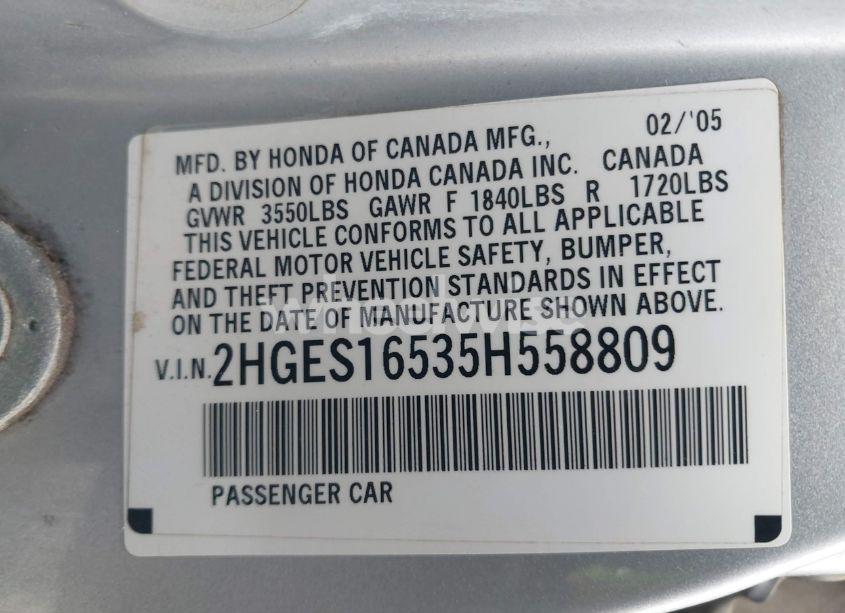 02/'05
MFD. BY HONDA OF CANADA MFG.,
A DIVISION OF HONDA CANADA INC. CANADA
GVWR 3550LBS GAWR F 1840LBS R 1720LBS
THIS VEHICLE CONFORMS TO ALL APPLICABLE
FEDERAL MOTOR VEHICLE SAFETY, BUMPER,
AND THEFT PREVENTION STANDARDS IN EFFECT
ON THE DATE OF MANUFACTURE SHOWN ABOVE.
V.I.N. 2HGES16535H558809
PASSENGER CAR
wheelwise